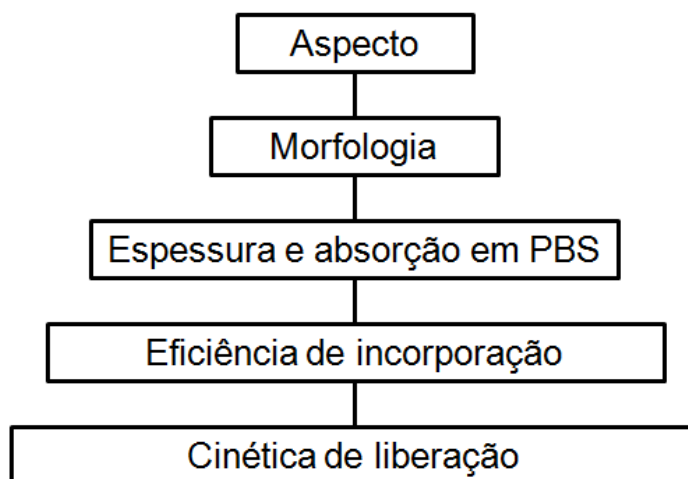 Aspecto
Morfologia
Espessura e absorção em PBS
Eficiência de incorporação
Cinética de liberação